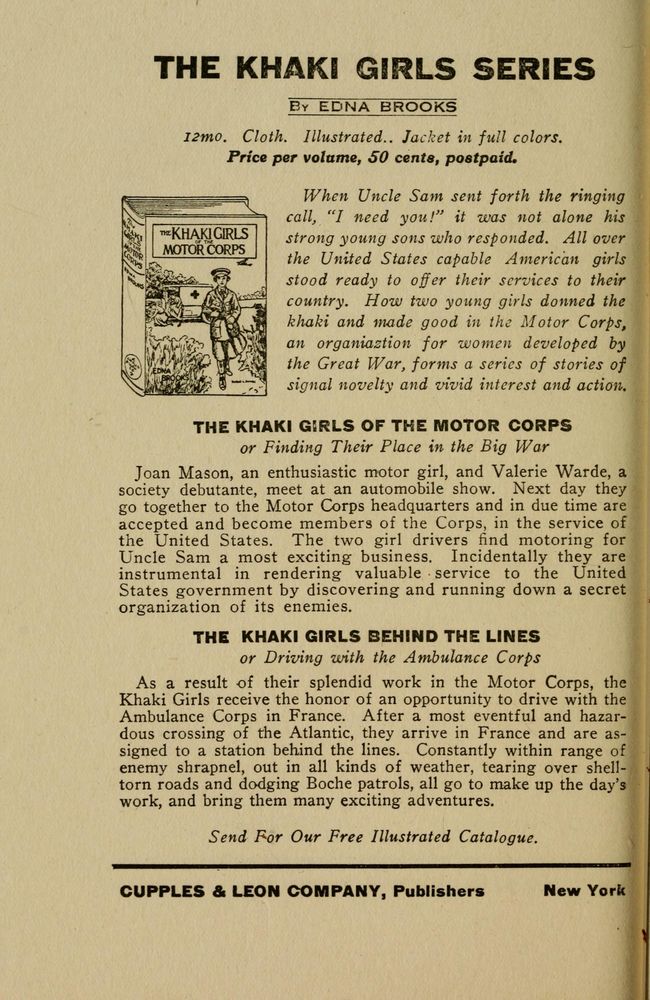 THE KHAKI GIRLS SERIES
By EDNA BROOKS
12mo. Cloth. Illustrated.. Jacket in full colors.
Price per volume, 50 cents, postpaid.
THE KHAKI GIRLS
OF THE
MOTOR CORPS
EDNA
BROOKS
When Uncle Sam sent forth the ringing
call, "I need you!" it was not alone his
strong young sons who responded. All over
the United States capable American girls
stood ready to offer their services to their
country. How two young girls donned the
khaki and made good in the Motor Corps,
an organiaztion for women developed by
the Great War, forms a series of stories of
signal novelty and vivid interest and action.
THE KHAKI GIRLS OF THE MOTOR CORPS
or Finding Their Place in the Big War
Joan Mason, an enthusiastic motor girl, and Valerie Warde, a
society debutante, meet at an automobile show. Next day they
go together to the Motor Corps headquarters and in due time are
accepted and become members of the Corps, in the service of
the United States. The two girl drivers find motoring for
Uncle Sam a most exciting business. Incidentally they are
instrumental in rendering valuable service to the United
States government by discovering and running down a secret
organization of its enemies.
THE KHAKI GIRLS BEHIND THE LINES
or Driving with the Ambulance Corps
As a result of their splendid work in the Motor Corps, the
Khaki Girls receive the honor of an opportunity to drive with the
Ambulance Corps in France. After a most eventful and hazar-
dous crossing of the Atlantic, they arrive in France and are as-
signed to a station behind the lines. Constantly within range of
enemy shrapnel, out in all kinds of weather, tearing over shell-
torn roads and dodging Boche patrols, all go to make up the day's
work, and bring them many exciting adventures.
Send For Our Free Illustrated Catalogue.
CUPPLES & LEON COMPANY, Publishers New York